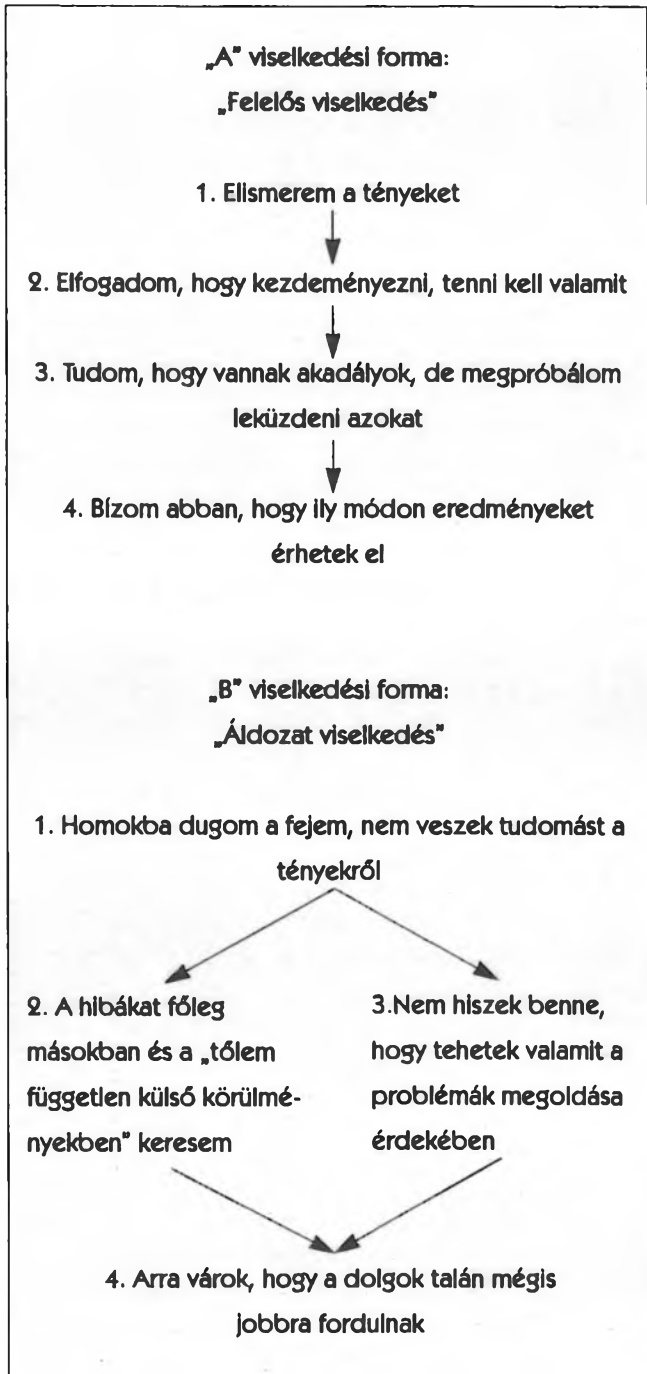 „A” viselkedési forma:
„Felelős viselkedés”
1. Elismerem a tényeket
2. Elfogadom, hogy kezdeményezni, tenni kell valamit
3. Tudom, hogy vannak akadályok, de megpróbálom
leküzdeni azokat
4. Bízom abban, hogy ily módon eredményeket
érhetek el
„B” viselkedési forma:
„Áldozat viselkedés”
1. Homokba dugom a fejem, nem veszek tudomást a
tényekről
2. A hibákat főleg
másokban és a „tőlem
független külső körülmé-
nyekben” keresem
3.Nem hiszek benne,
hogy tehetek valamit a
problémák megoldása
érdekében
4. Arra várok, hogy a dolgok talán mégis
jobbra fordulnak